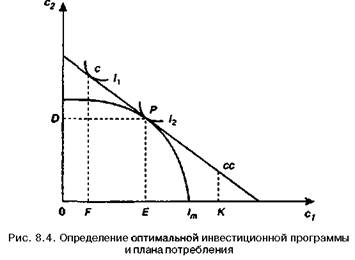 c2
c
I1
P
D
I2
cc
0
F
E
Im
K
c1
Рис. 8.4. Определение оптимальной инвестиционной программы
и плана потребления